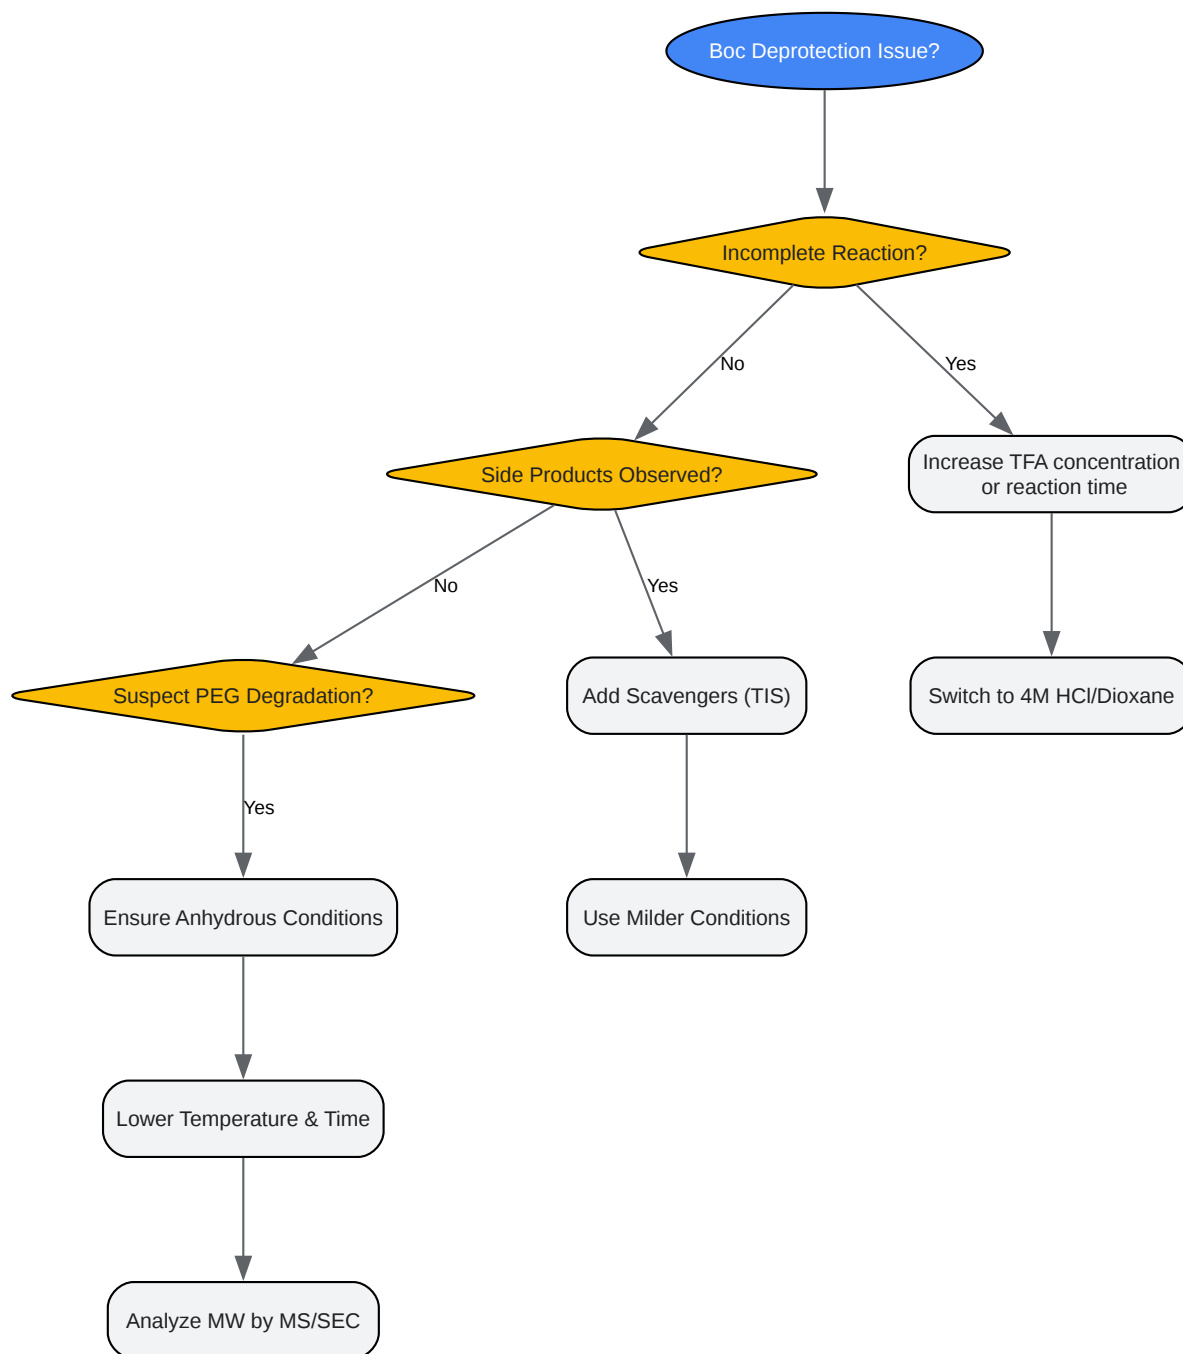 Boc Deprotection Issue?
Incomplete Reaction?
No
Yes
Side Products Observed?
Increase TFA concentration
or reaction time
No
Yes
Suspect PEG Degradation?
Add Scavengers (TIS)
Switch to 4M HCl/Dioxane
Yes
Ensure Anhydrous Conditions
Use Milder Conditions
Lower Temperature & Time
Analyze MW by MS/SEC